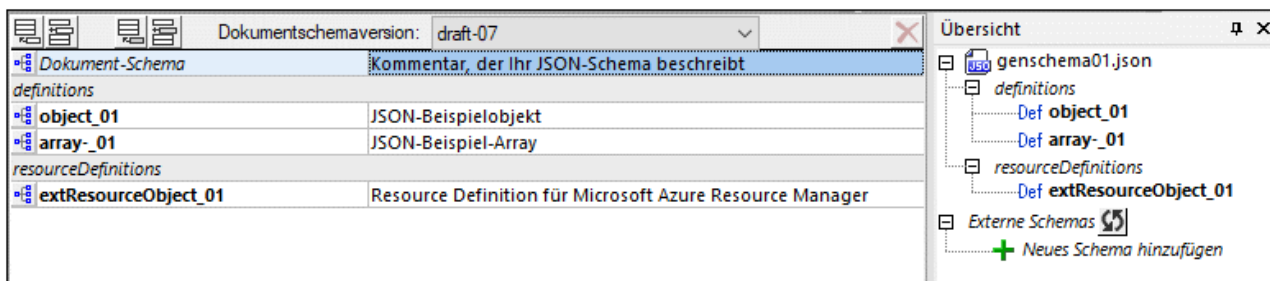 Dokumentschemaversion: draft-07
Dokument-Schema Kommentar, der Ihr JSON-Schema beschreibt
definitions
object_01 JSON-Beispielobjekt
array-_01 JSON-Beispiel-Array
resourceDefinitions
extResourceObject_01 Resource Definition für Microsoft Azure Resource Manager
Übersicht
genschema01.json
definitions
Def object_01
Def array-_01
resourceDefinitions
Def extResourceObject_01
Externe Schemas
Neues Schema hinzufügen